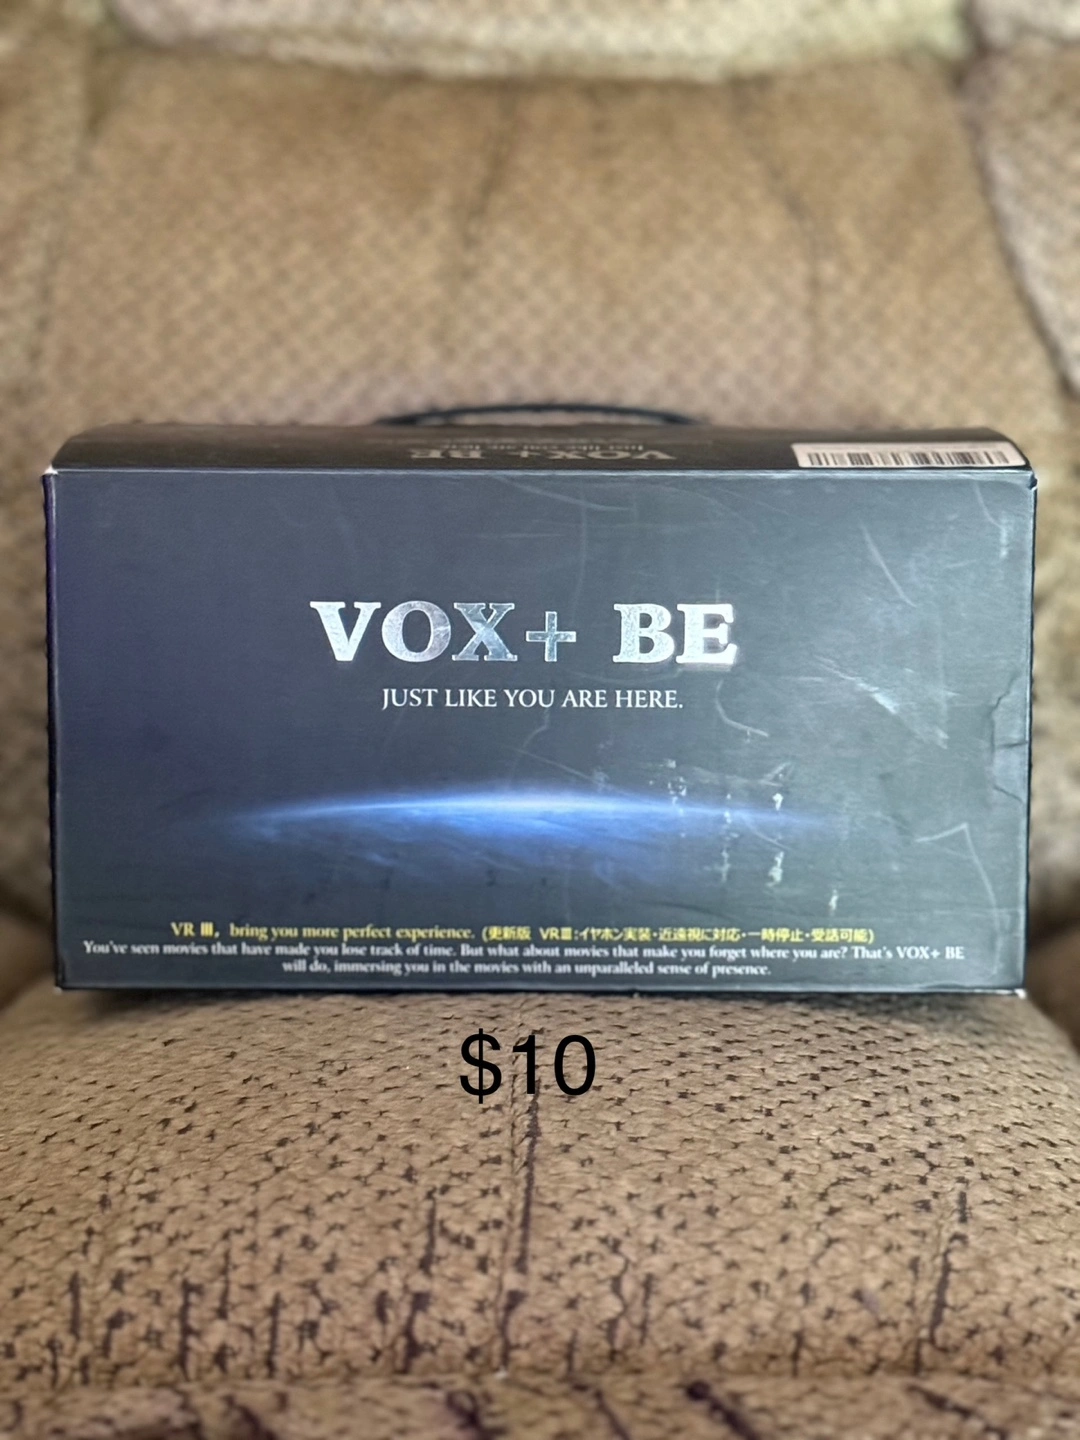 VOX+ BE
VOX+ BE
JUST LIKE YOU ARE HERE.
VR III, bring you more perfect experience. (更新版 VRⅢ:イヤホン実装・近遠視に対応・一時停止・受話可能)
You've seen movies that have made you lose track of time. But what about movies that make you forget where you are? That's VOX+ BE
will do, immersing you in the movies with an unparalleled sense of presence.
$10